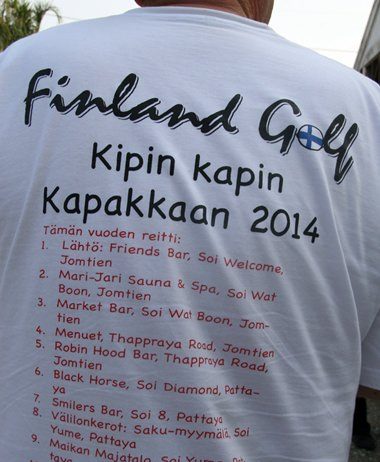 Finland Golf
Kipin kapin
Kapakkaan 2014
Tämän vuoden reitti:
1. Lähtö: Friends Bar, Soi Welcome,
Jomtien
2. Mari-Jari Sauna & Spa, Soi Wat
Boon, Jomtien
3. Market Bar, Soi Wat Boon, Jom-
tien
4. Menuet, Thappraya Road, Jomtien
5. Robin Hood Bar, Thappraya Road,
Jomtien
6. Black Horse, Soi Diamond, Patta-
ya
7. Smilers Bar, Soi 8, Pattaya
8. Välilonkerot: Saku-myymälä, Soi
Yume, Pattaya
9. Maikan Majatalo, Soi Yume, Pat-
taya